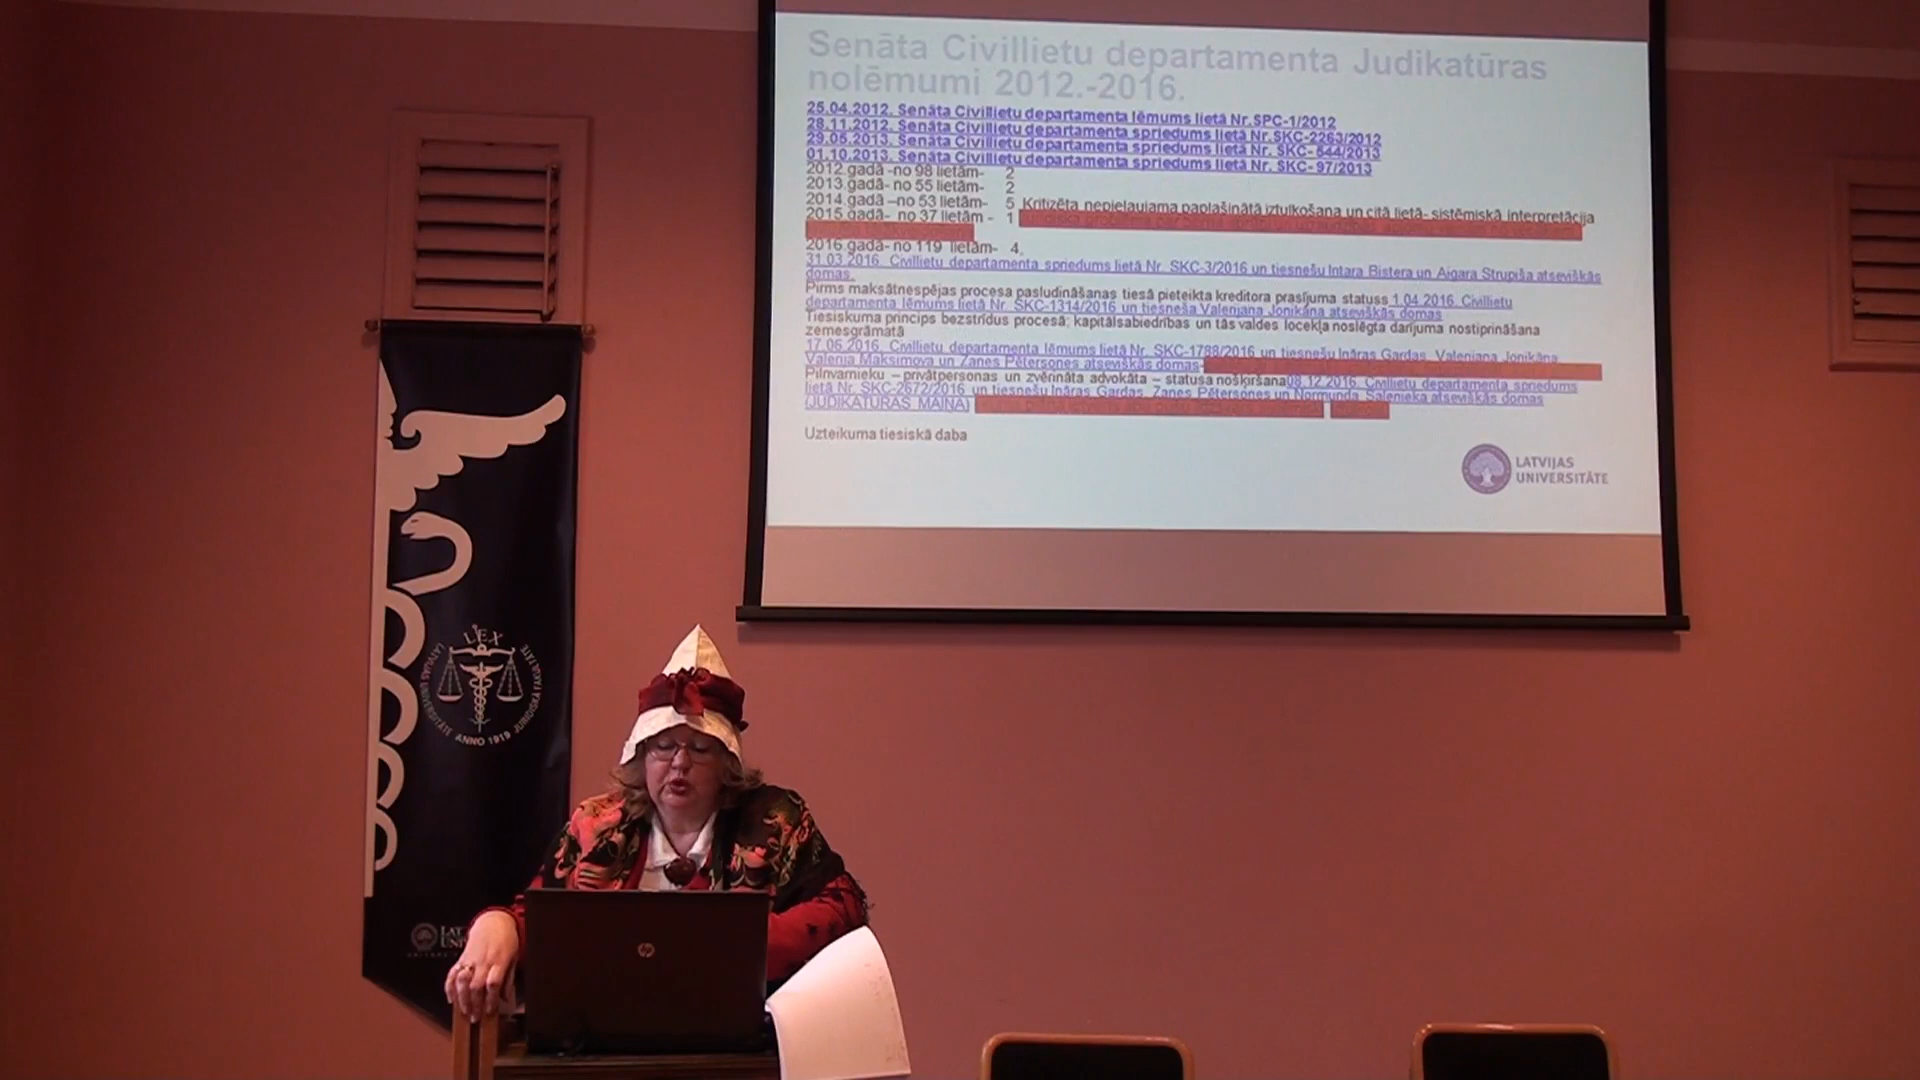 Senāta Civillietu departamenta Judikatūras
nolēmumi 2012.-2016.
25.04.2012. Senāta Civillietu departamenta lēmums lietā Nr.SPC-1/2012
28.11.2012. Senāta Civillietu departamenta spriedums lietā Nr.SKC-2263/2012
29.05.2013. Senāta Civillietu departamenta spriedums lietā Nr. SKC- 544/2013
01.10.2013. Senāta Civillietu departamenta spriedums lietā Nr. SKC- 97/2013
2012.gadā -no 98 lietām- 2
2013.gadā- no 55 lietām- 2
2014.gadā –no 53 lietām- 5 Kritizēta nepieļaujama paplašinātā iztulkošana un citā lietā- sistēmiskā interpretācija
2015.gadā- no 37 lietām - 1
2016.gadā- no 119 lietām- 4.
31.03.2016. Civillietu departamenta spriedums lietā Nr. SKC-3/2016 un tiesnešu Intara Bistera un Aigara Strupiša atsevišķās
domas.
Pirms maksātnespējas procesa pasludināšanas tiesā pieteikta kreditora prasījuma statuss 1.04.2016. Civillietu
departamenta lēmums lietā Nr. SKC-1314/2016 un tiesneša Valerijana Jonikāna atsevišķās domas
Tiesiskuma princips bezstrīdus procesā; kapitālsabiedrības un tās valdes locekļa noslēgta darījuma nostiprināšana
zemesgrāmatā
17.06.2016. Civillietu departamenta lēmums lietā Nr. SKC-1788/2016 un tiesnešu Ināras Gardas, Valerijana Jonikāna,
Valerija Maksimova un Zanes Pētersones atsevišķās domas-
Pilnvarnieku – privātpersonas un zvērināta advokāta – statusa nošķiršana08.12.2016. Civillietu departamenta spriedums
lietā Nr. SKC-2672/2016 un tiesnešu Ināras Gardas, Zanes Pētersones un Normunda Salenieka atsevišķās domas
(JUDIKATŪRAS MAIŅA)
Uzteikuma tiesiskā daba
LATVIJAS
UNIVERSITĀTE
LEX
LATVIJAS UNIVERSITĀTE JURIDISKĀ FAKULTĀTE
ANNO 1919
hp